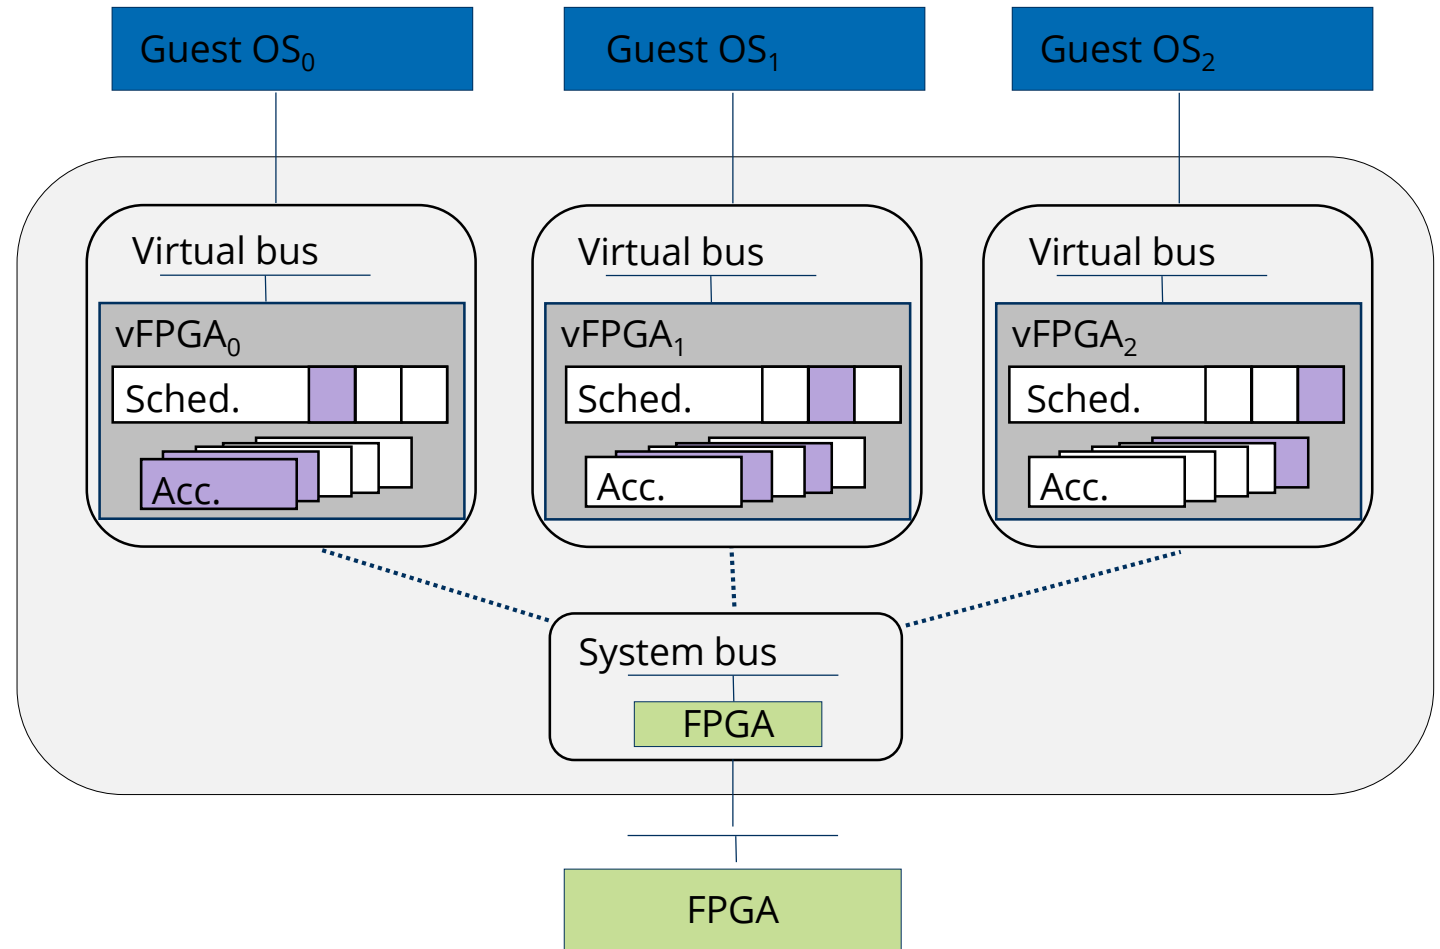 Guest OS₀
Guest OS₁
Guest OS₂
Virtual bus
Virtual bus
Virtual bus
vFPGA₀
vFPGA₁
vFPGA₂
Sched.
Sched.
Sched.
Acc.
Acc.
Acc.
System bus
FPGA
FPGA